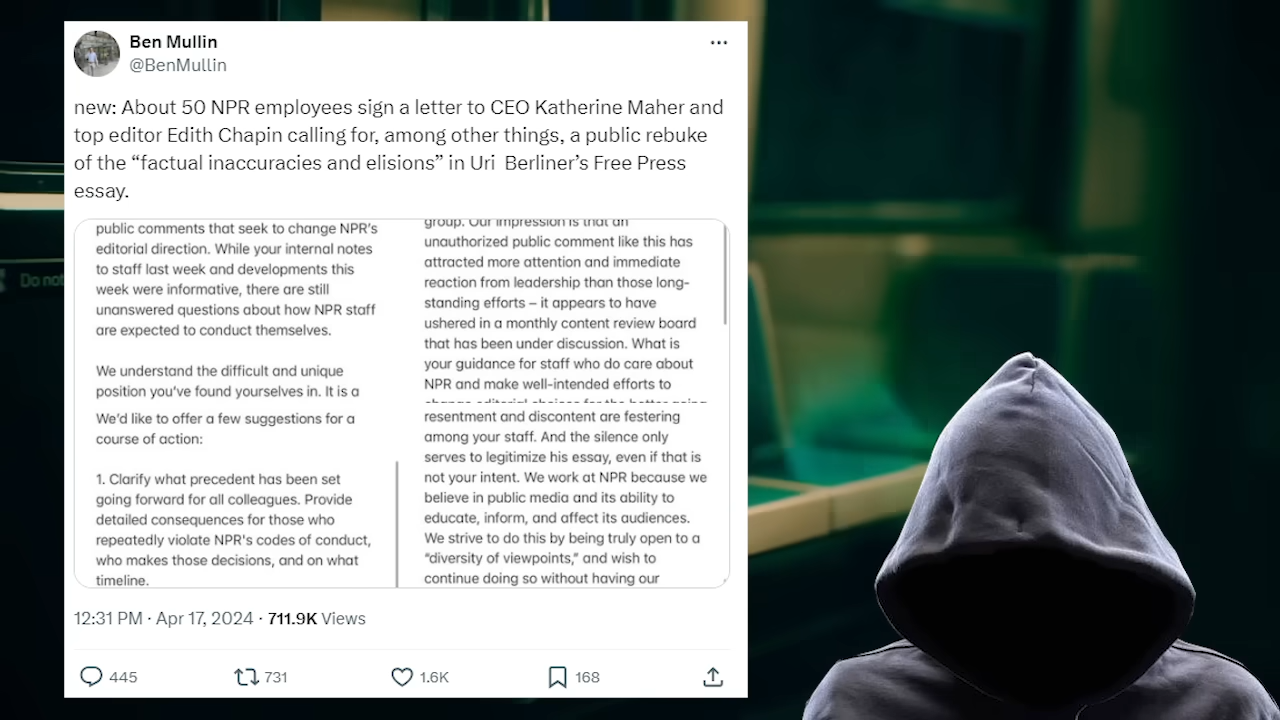 Ben Mullin
@BenMullin
new: About 50 NPR employees sign a letter to CEO Katherine Maher and
top editor Edith Chapin calling for, among other things, a public rebuke
of the “factual inaccuracies and elisions” in Uri Berliner’s Free Press
essay.
public comments that seek to change NPR’s
editorial direction. While your internal notes
to staff last week and developments this
week were informative, there are still
unanswered questions about how NPR staff
are expected to conduct themselves.
We understand the difficult and unique
position you’ve found yourselves in. It is a
group. Our impression is that an
unauthorized public comment like this has
attracted more attention and immediate
reaction from leadership than those long-
standing efforts – it appears to have
ushered in a monthly content review board
that has been under discussion. What is
your guidance for staff who do care about
NPR and make well-intended efforts to
change editorial choices for the better going
We’d like to offer a few suggestions for a
course of action:
1. Clarify what precedent has been set
going forward for all colleagues. Provide
detailed consequences for those who
repeatedly violate NPR's codes of conduct,
who makes those decisions, and on what
timeline.
resentment and discontent are festering
among your staff. And the silence only
serves to legitimize his essay, even if that is
not your intent. We work at NPR because we
believe in public media and its ability to
educate, inform, and affect its audiences.
We strive to do this by being truly open to a
“diversity of viewpoints,” and wish to
continue doing so without having our
12:31 PM · Apr 17, 2024 · 711.9K Views
445 731 1.6K 168
Do not